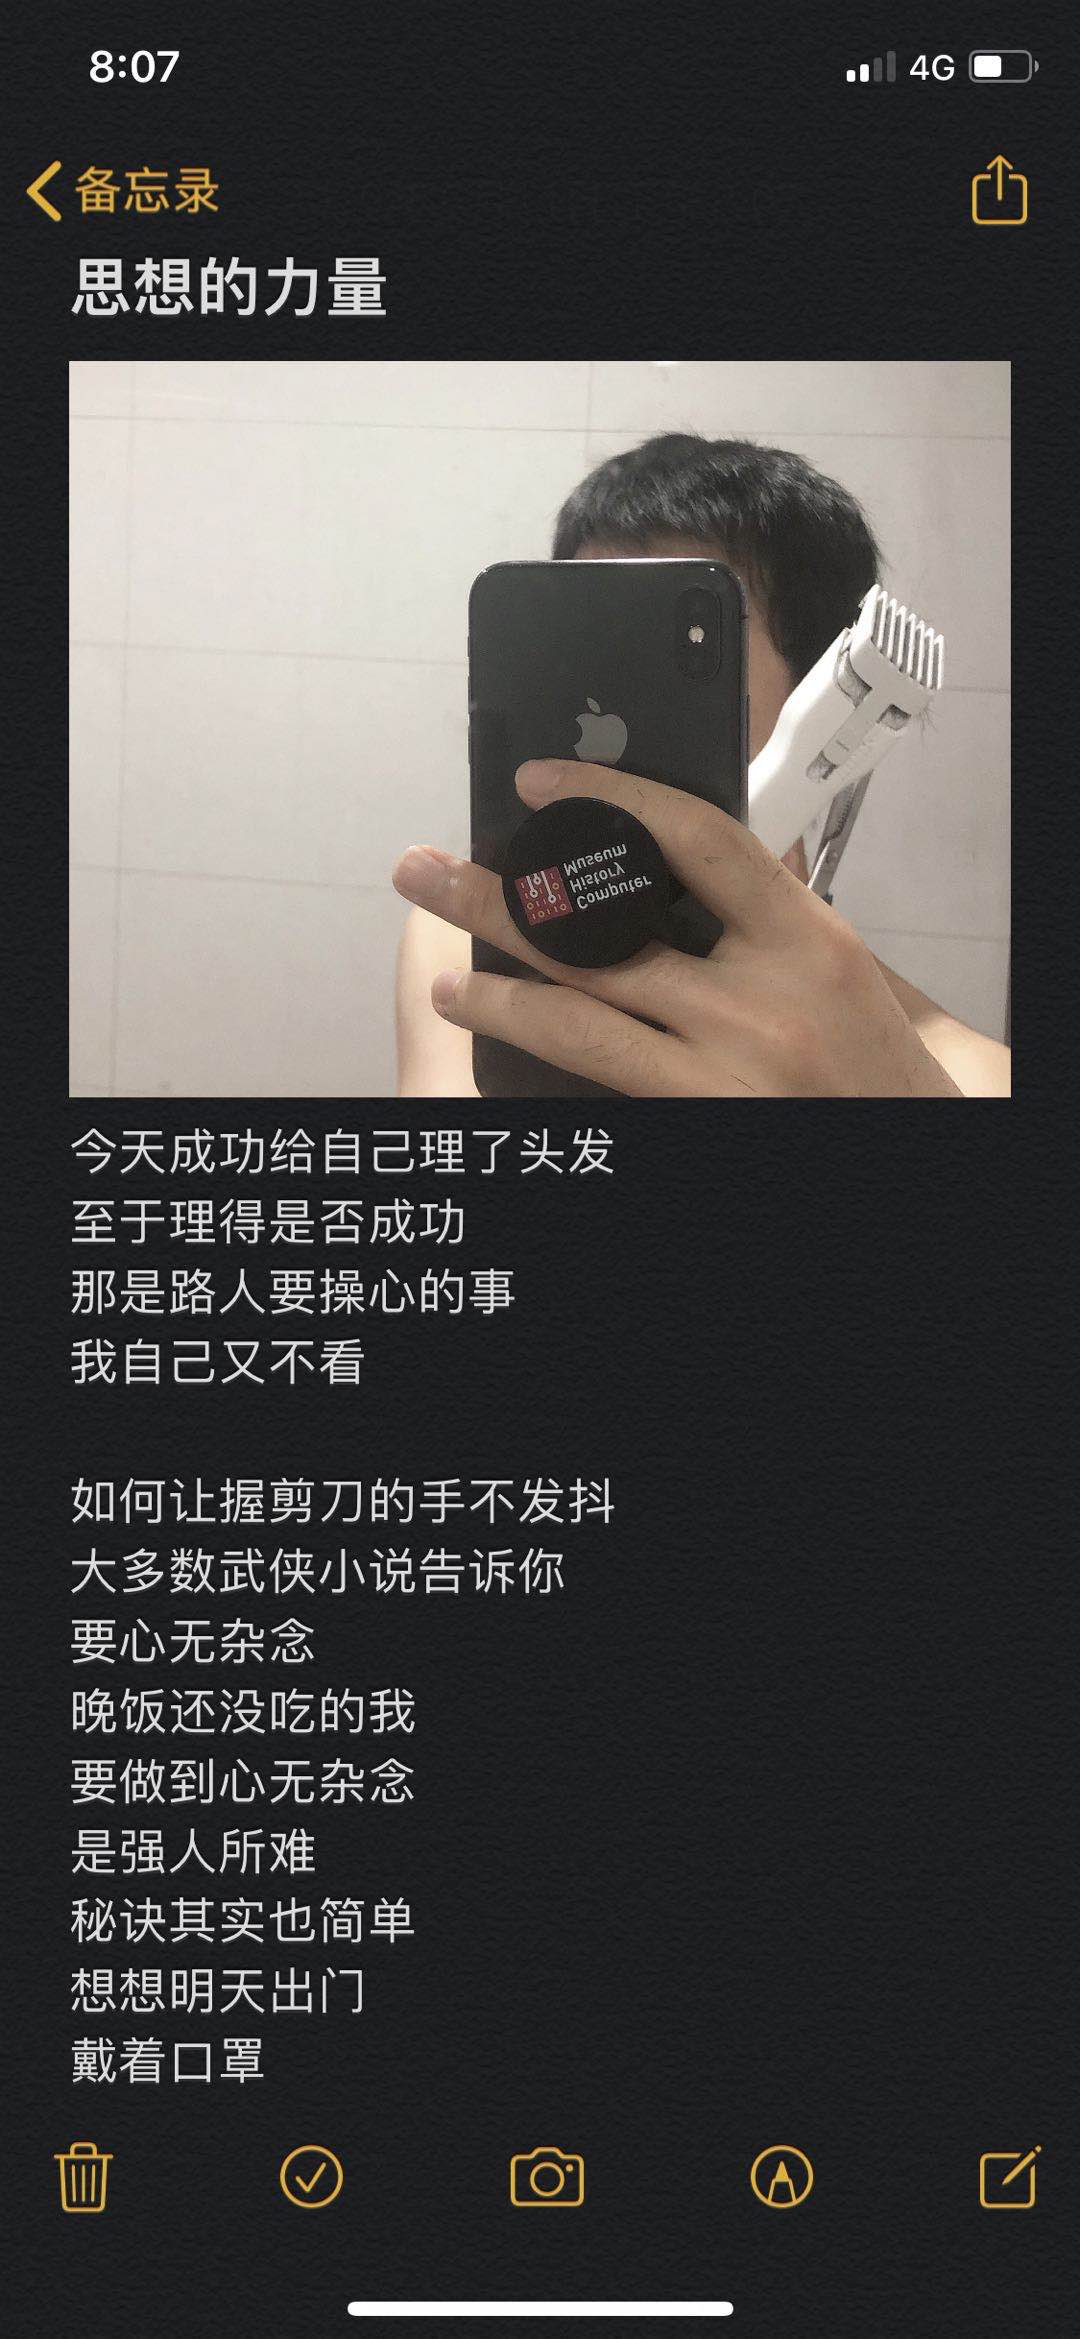 8:07
4G
备忘录
思想的力量
Computer
History
Museum
今天成功给自己理了头发
至于理得是否成功
那是路人要操心的事
我自己又不看
如何让握剪刀的手不发抖
大多数武侠小说告诉你
要心无杂念
晚饭还没吃的我
要做到心无杂念
是强人所难
秘诀其实也简单
想想明天出门
戴着口罩